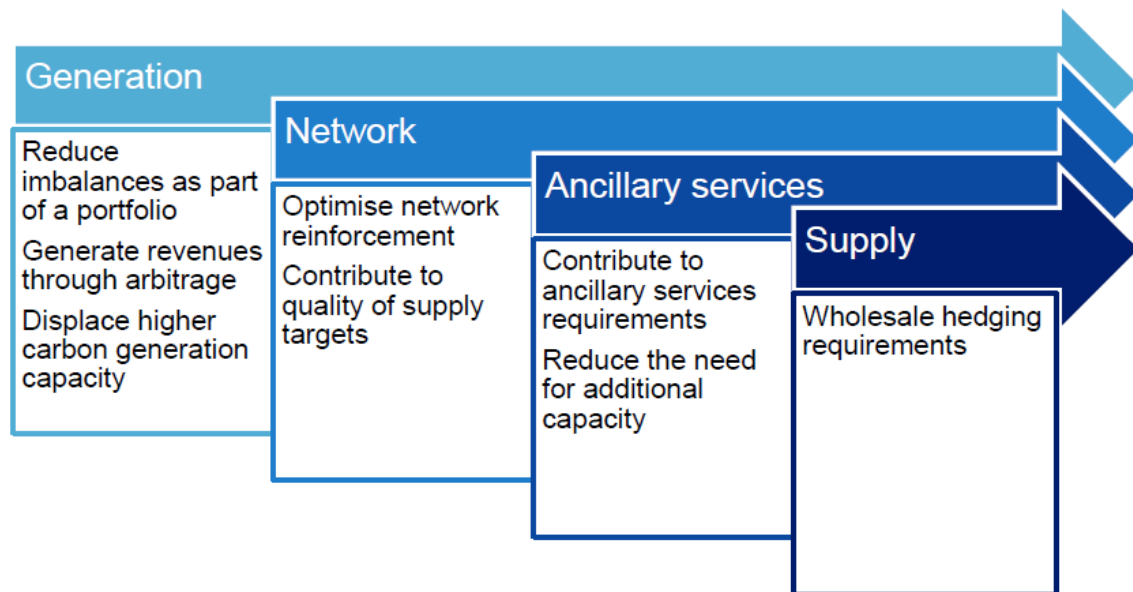 Generation
Reduce
imbalances as part
of a portfolio
Generate revenues
through arbitrage
Displace higher
carbon generation
capacity
Network
Optimise network
reinforcement
Contribute to
quality of supply
targets
Ancillary services
Contribute to
ancillary services
requirements
Reduce the need
for additional
capacity
Supply
Wholesale hedging
requirements